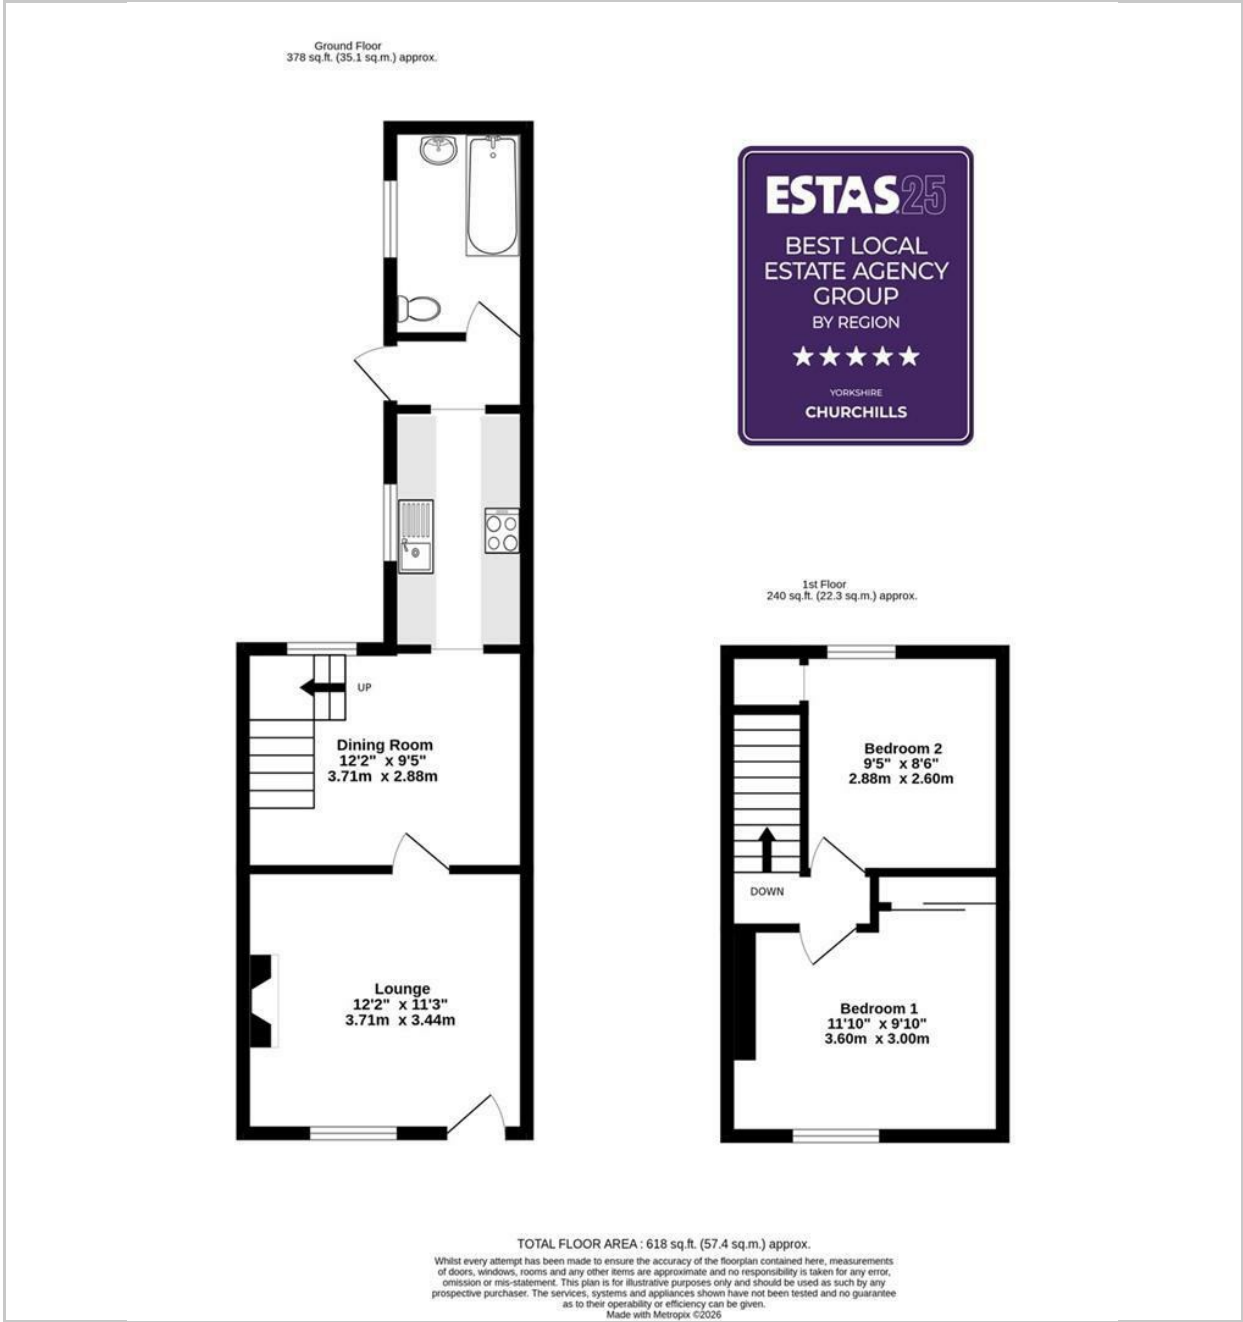 Ground Floor
378 sq.ft. (35.1 sq.m.) approx.
ESTAS.25
BEST LOCAL
ESTATE AGENCY
GROUP
BY REGION
YORKSHIRE
CHURCHILLS
1st Floor
240 sq.ft. (22.3 sq.m.) approx.
UP
Dining Room
12'2" x 9'5"
3.71m x 2.88m
Bedroom 2
9'5" x 8'6"
2.88m x 2.60m
DOWN
Lounge
12'2" x 11'3"
3.71m x 3.44m
Bedroom 1
11'10" x 9'10"
3.60m x 3.00m
TOTAL FLOOR AREA : 618 sq.ft. (57.4 sq.m.) approx.
Whilst every attempt has been made to ensure the accuracy of the floorplan contained here, measurements
of doors, windows, rooms and any other items are approximate and no responsibility is taken for any error,
omission or mis-statement. This plan is for illustrative purposes only and should be used as such by any
prospective purchaser. The services, systems and appliances shown have not been tested and no guarantee
as to their operability or efficiency can be given.
Made with Metropix ©2026